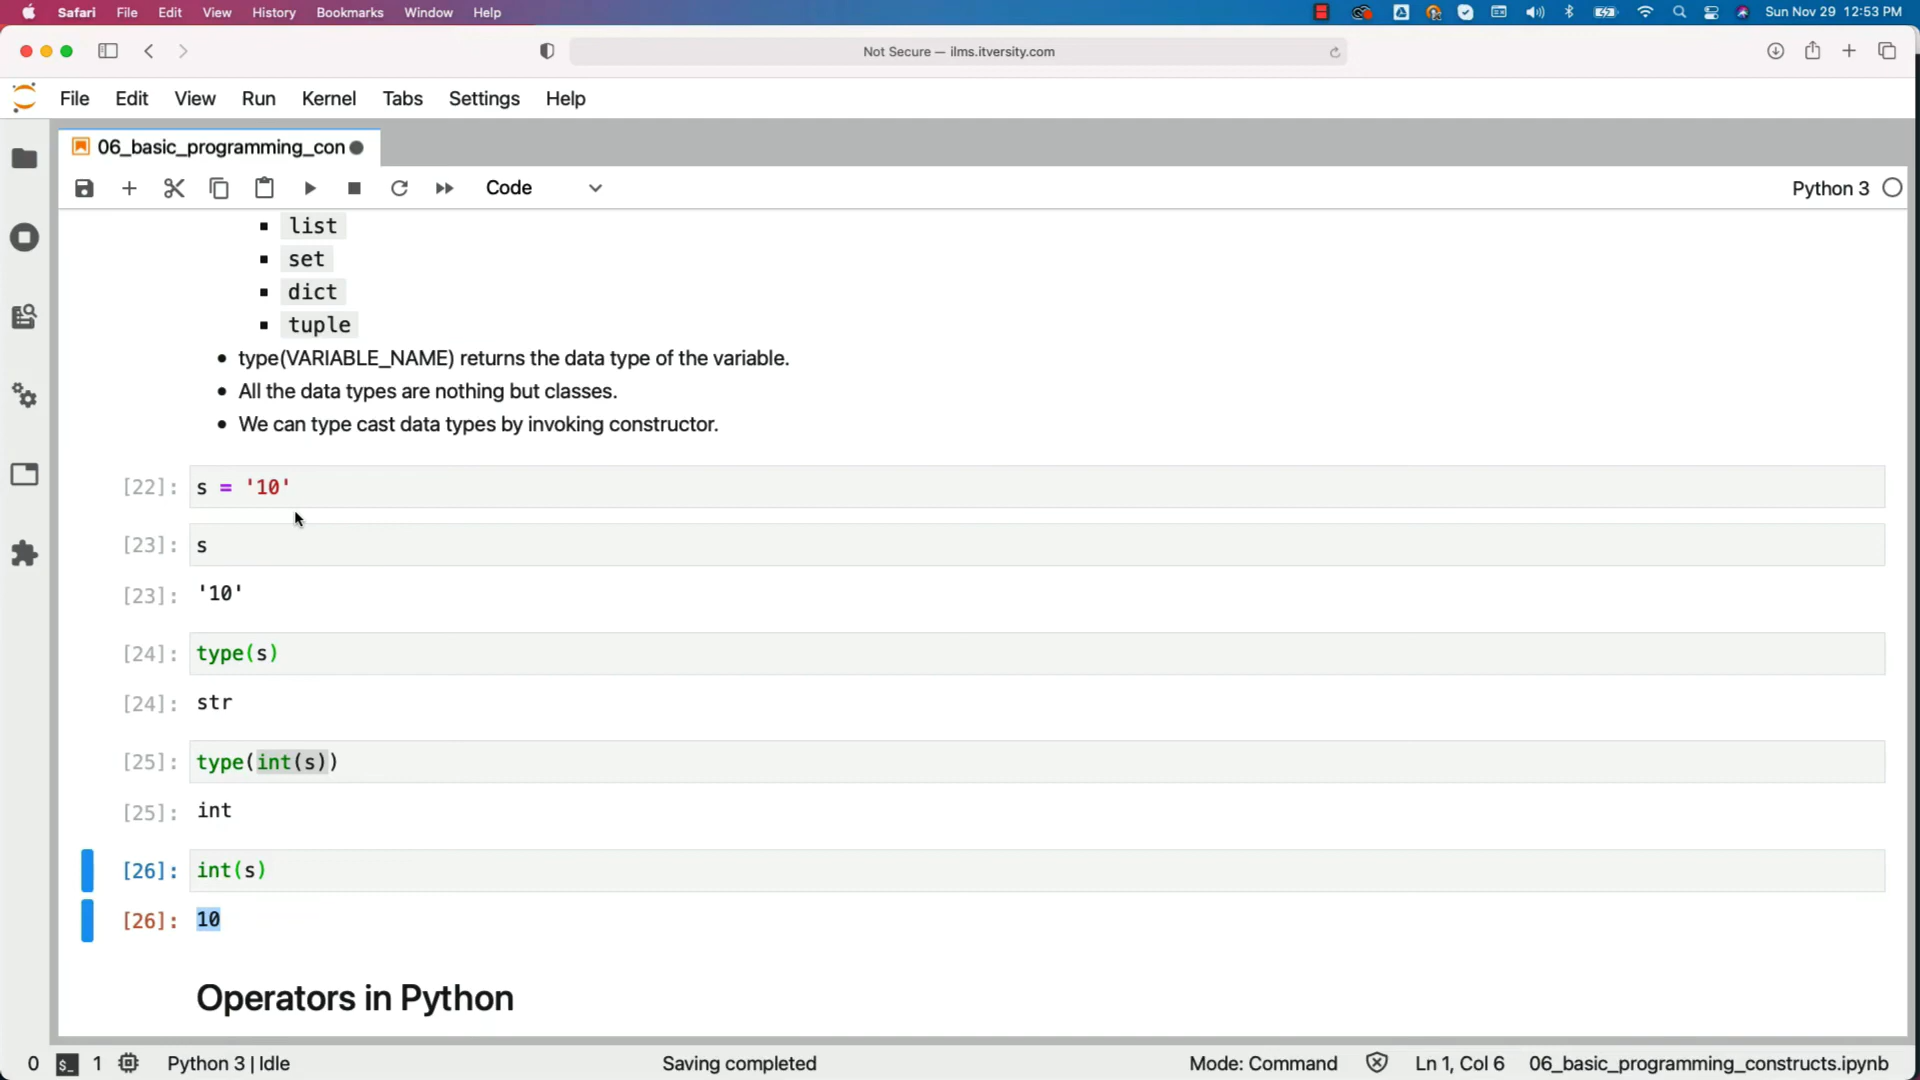 Safari File Edit View History Bookmarks Window Help Sun Nov 29 12:53 PM
Not Secure — ilms.itversity.com
File Edit View Run Kernel Tabs Settings Help
06_basic_programming_con
Code Python 3
list
set
dict
tuple
type(VARIABLE_NAME) returns the data type of the variable.
All the data types are nothing but classes.
We can type cast data types by invoking constructor.
[22]: s = '10'
[23]: s
[23]: '10'
[24]: type(s)
[24]: str
[25]: type(int(s))
[25]: int
[26]: int(s)
[26]: 10
Operators in Python
0 $_ 1 Python 3 | Idle Saving completed Mode: Command Ln 1, Col 6 06_basic_programming_constructs.ipynb